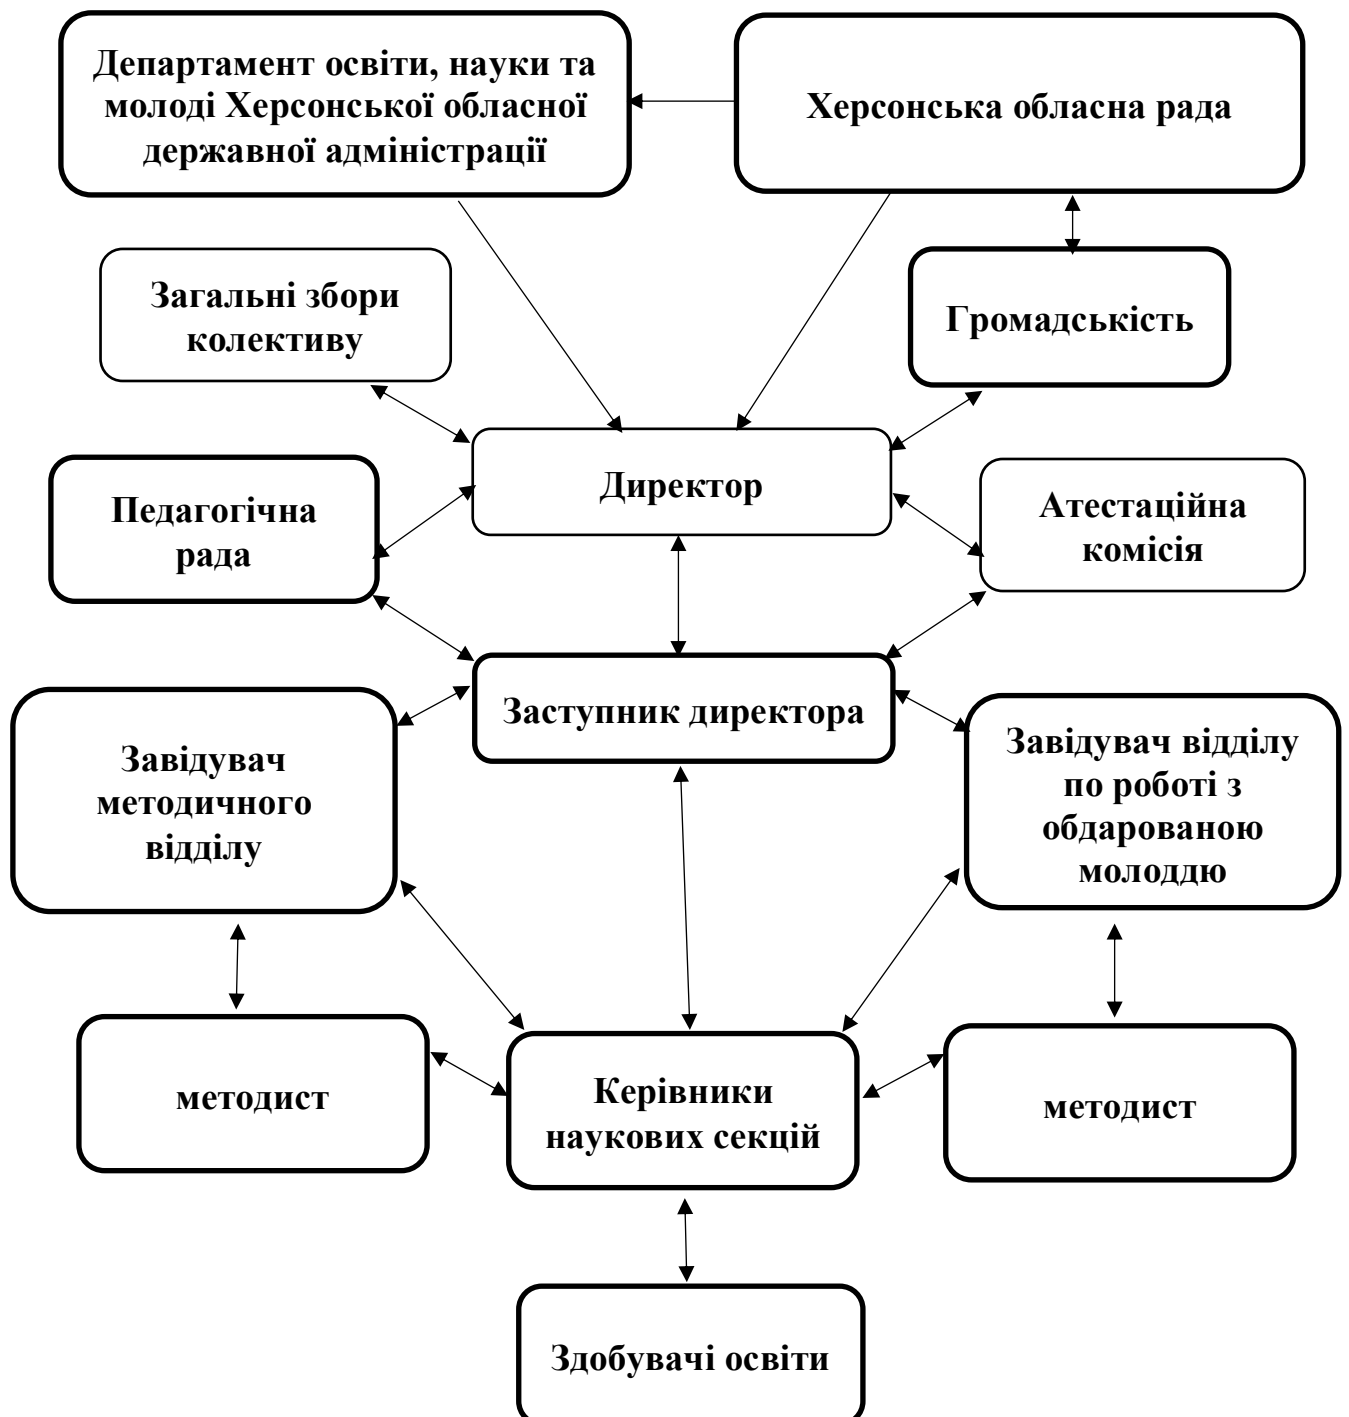 Департамент освіти, науки та
молоді Херсонської обласної
державної адміністрації
Херсонська обласна рада
Загальні збори
колективу
Громадськість
Директор
Педагогічна
рада
Атестаційна
комісія
Заступник директора
Завідувач
методичного
відділу
Завідувач відділу
по роботі з
обдарованою
молоддю
методист
Керівники
наукових секцій
методист
Здобувачі освіти